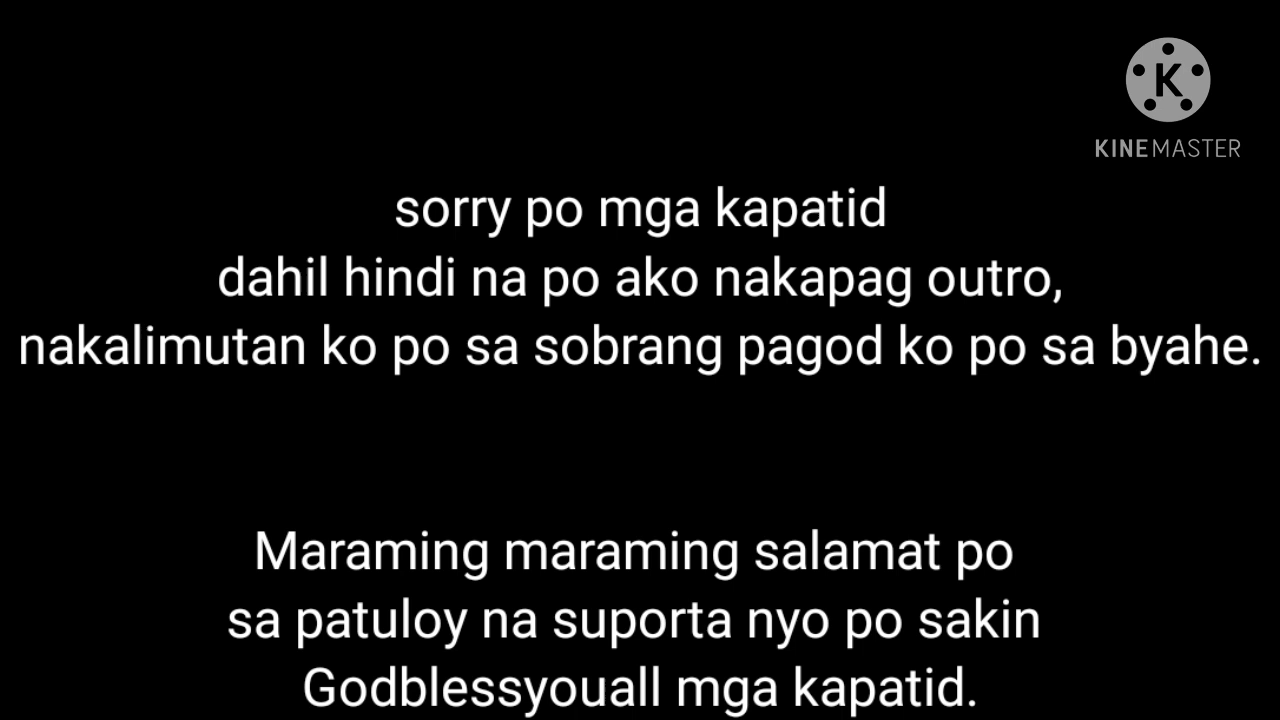 K
KINEMASTER
sorry po mga kapatid
dahil hindi na po ako nakapag outro,
nakalimutan ko po sa sobrang pagod ko po sa byahe.
Maraming maraming salamat po
sa patuloy na suporta nyo po sakin
Godblessyouall mga kapatid.